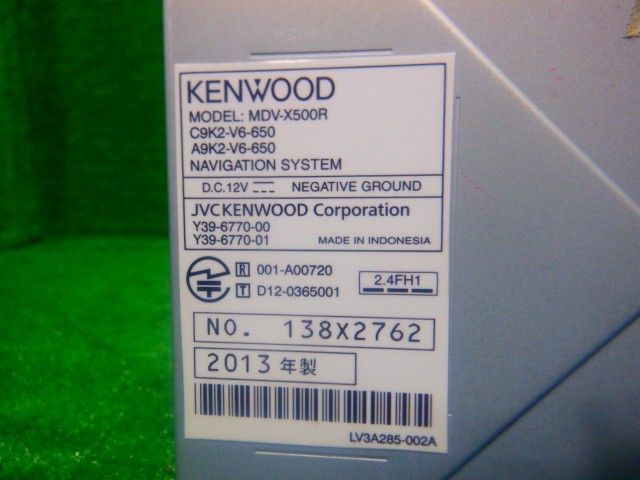 KENWOOD
MODEL: MDV-X500R
C9K2-V6-650
A9K2-V6-650
NAVIGATION SYSTEM
D.C.12V NEGATIVE GROUND
JVCKENWOOD Corporation
Y39-6770-00
Y39-6770-01 MADE IN INDONESIA
R 001-A00720
T D12-0365001
2.4FH1
NO. 138X2762
2013 年製
LV3A285-002A